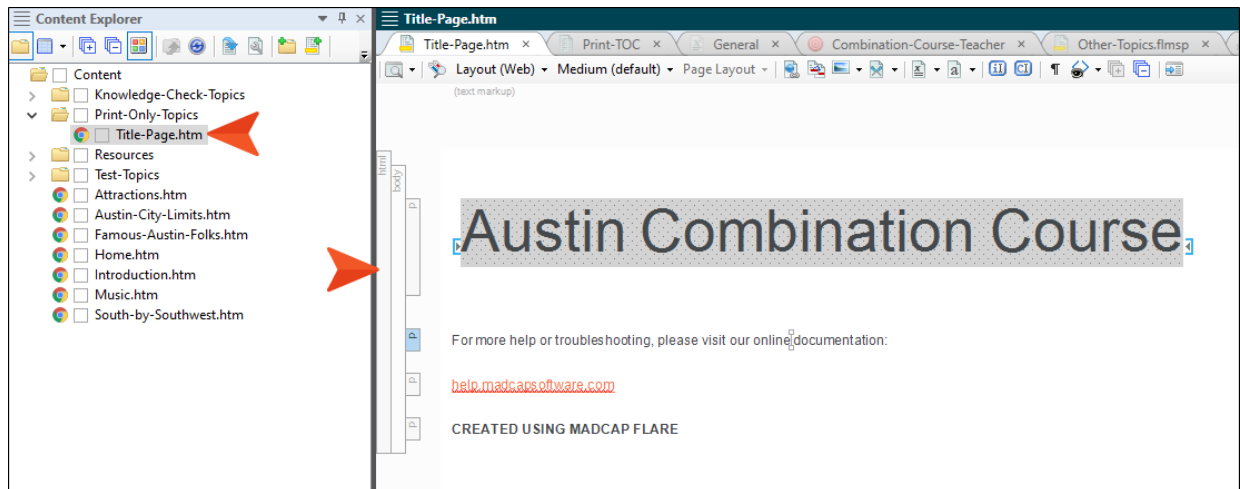 Content Explorer
Title-Page.htm
Title-Page.htm
Print-TOC
General
Combination-Course-Teacher
Other-Topics.flmsp
Layout (Web)
Medium (default)
Page Layout
(text markup)
Content
Knowledge-Check-Topics
Print-Only-Topics
Title-Page.htm
Resources
Test-Topics
Attractions.htm
Austin-City-Limits.htm
Famous-Austin-Folks.htm
Home.htm
Introduction.htm
Music.htm
South-by-Southwest.htm
html
body
p
Austin Combination Course
p
For more help or troubleshooting, please visit our online documentation:
p
help.madcapsoftware.com
p
CREATED USING MADCAP FLARE